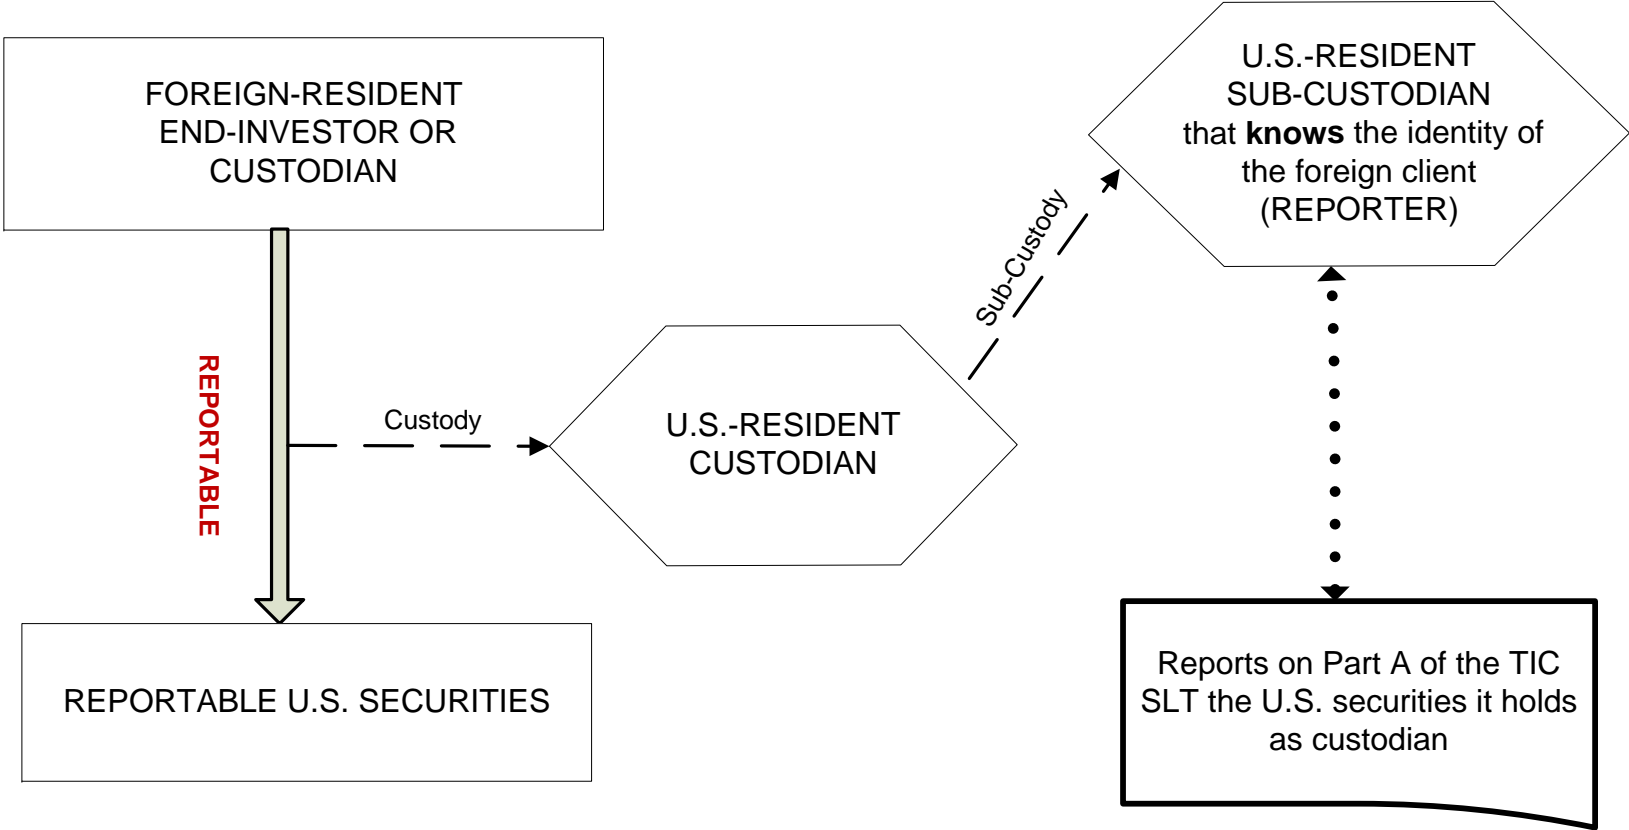 FOREIGN-RESIDENT
END-INVESTOR OR
CUSTODIAN
U.S.-RESIDENT
SUB-CUSTODIAN
that knows the identity of
the foreign client
(REPORTER)
Sub-Custody
REPORTABLE
Custody
U.S.-RESIDENT
CUSTODIAN
REPORTABLE U.S. SECURITIES
Reports on Part A of the TIC
SLT the U.S. securities it holds
as custodian